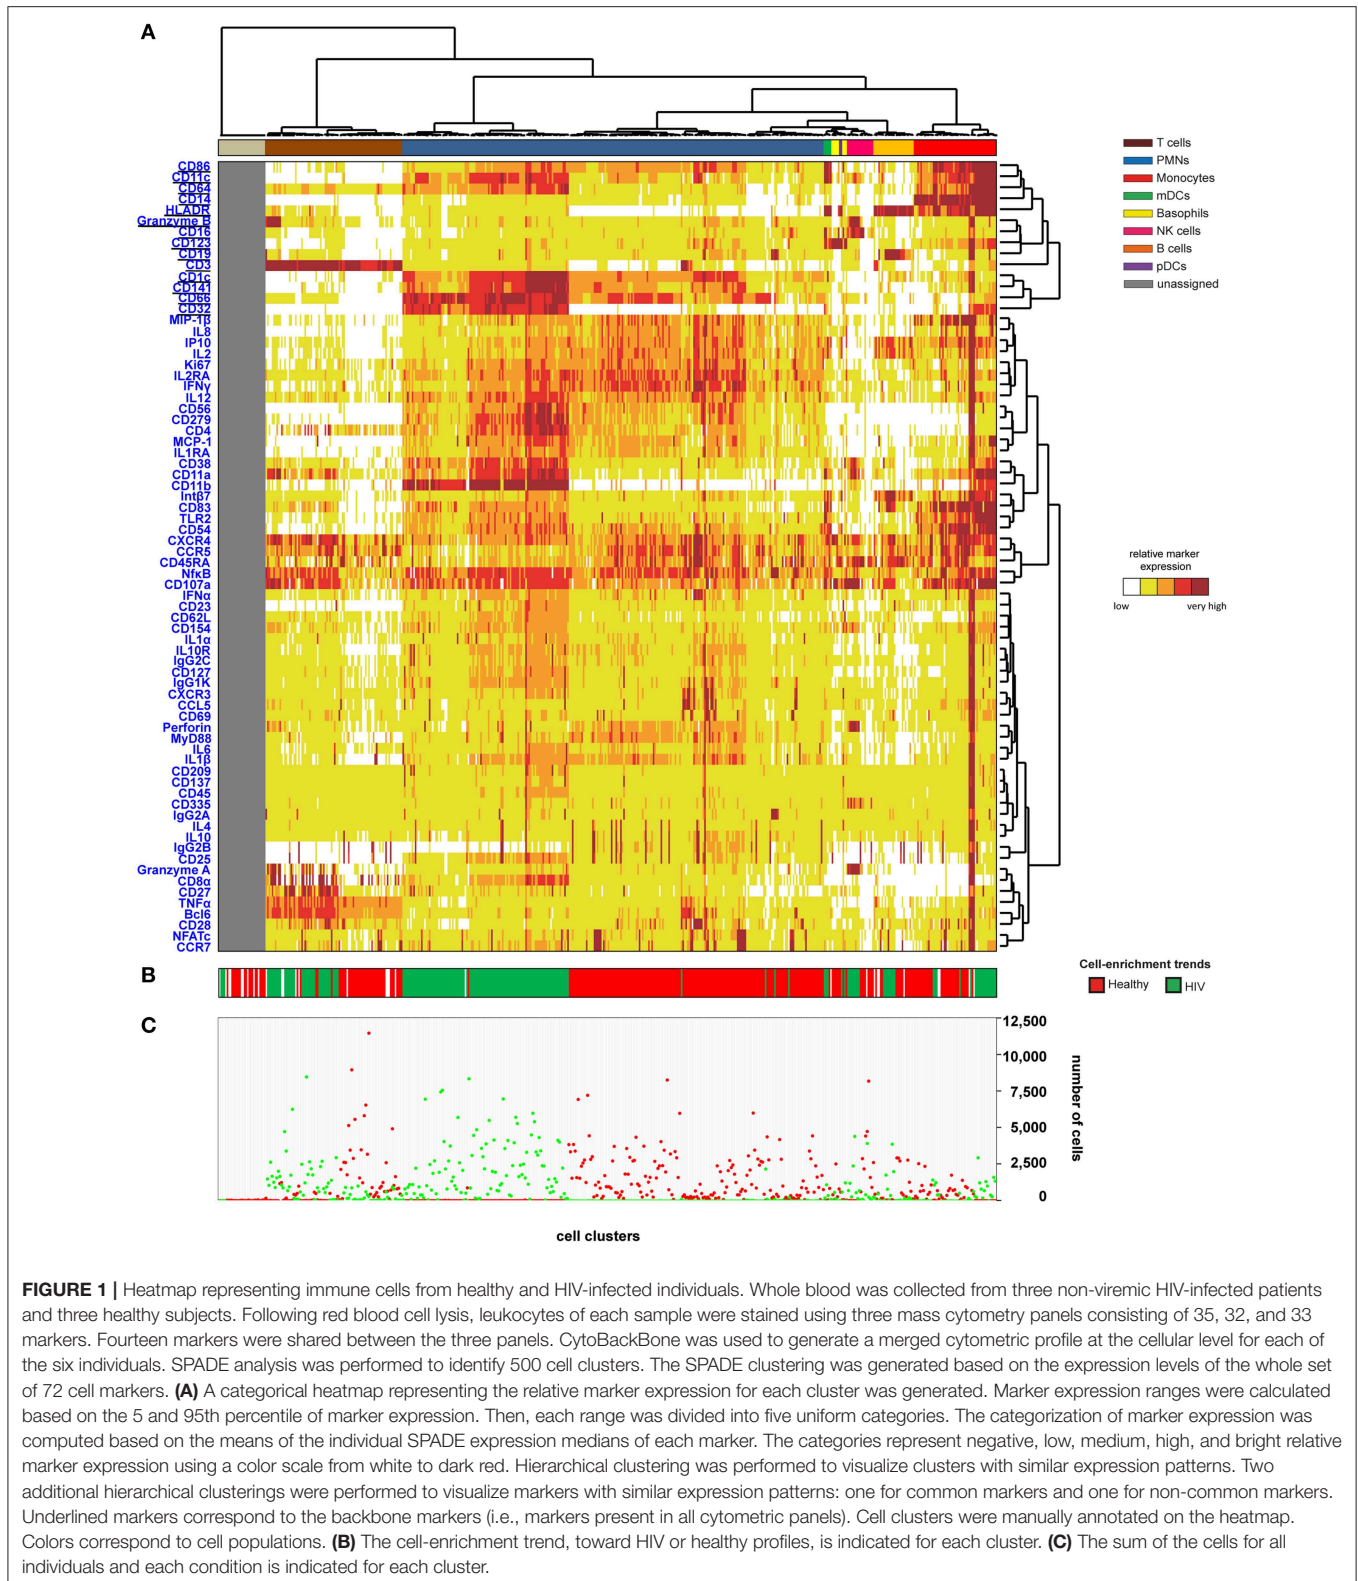 A
T cells
PMNs
Monocytes
mDCs
Basophils
NK cells
B cells
pDCs
unassigned
CD86
CD11c
CD64
CD14
HLADR
Granzyme B
CD16
CD123
CD19
CD3
CD1c
CD141
CD66
CD32
MIP-1β
IL8
IP10
IL2
Ki67
IL2RA
IFNγ
IL12
CD56
CD279
CD4
MCP-1
IL1RA
CD38
CD11a
CD11b
Intβ7
CD83
TLR2
CD54
CXCR4
CCR5
CD45RA
NfκB
CD107a
IFNα
CD23
CD62L
CD154
IL1α
IL10R
IgG2C
CD127
IgG1K
CXCR3
CCL5
CD69
Perforin
MyD88
IL6
IL1β
CD209
CD137
CD45
CD335
IgG2A
IL4
IL10
IgG2B
CD25
Granzyme A
CD8α
CD27
TNFα
Bcl6
CD28
NFATc
CCR7
relative marker
expression
low very high
B
Cell-enrichment trends
Healthy HIV
C
12,500
10,000
7,500
5,000
2,500
0
number of cells
cell clusters
FIGURE 1 | Heatmap representing immune cells from healthy and HIV-infected individuals. Whole blood was collected from three non-viremic HIV-infected patients
and three healthy subjects. Following red blood cell lysis, leukocytes of each sample were stained using three mass cytometry panels consisting of 35, 32, and 33
markers. Fourteen markers were shared between the three panels. CytoBackBone was used to generate a merged cytometric profile at the cellular level for each of
the six individuals. SPADE analysis was performed to identify 500 cell clusters. The SPADE clustering was generated based on the expression levels of the whole set
of 72 cell markers. (A) A categorical heatmap representing the relative marker expression for each cluster was generated. Marker expression ranges were calculated
based on the 5 and 95th percentile of marker expression. Then, each range was divided into five uniform categories. The categorization of marker expression was
computed based on the means of the individual SPADE expression medians of each marker. The categories represent negative, low, medium, high, and bright relative
marker expression using a color scale from white to dark red. Hierarchical clustering was performed to visualize clusters with similar expression patterns. Two
additional hierarchical clusterings were performed to visualize markers with similar expression patterns: one for common markers and one for non-common markers.
Underlined markers correspond to the backbone markers (i.e., markers present in all cytometric panels). Cell clusters were manually annotated on the heatmap.
Colors correspond to cell populations. (B) The cell-enrichment trend, toward HIV or healthy profiles, is indicated for each cluster. (C) The sum of the cells for all
individuals and each condition is indicated for each cluster.